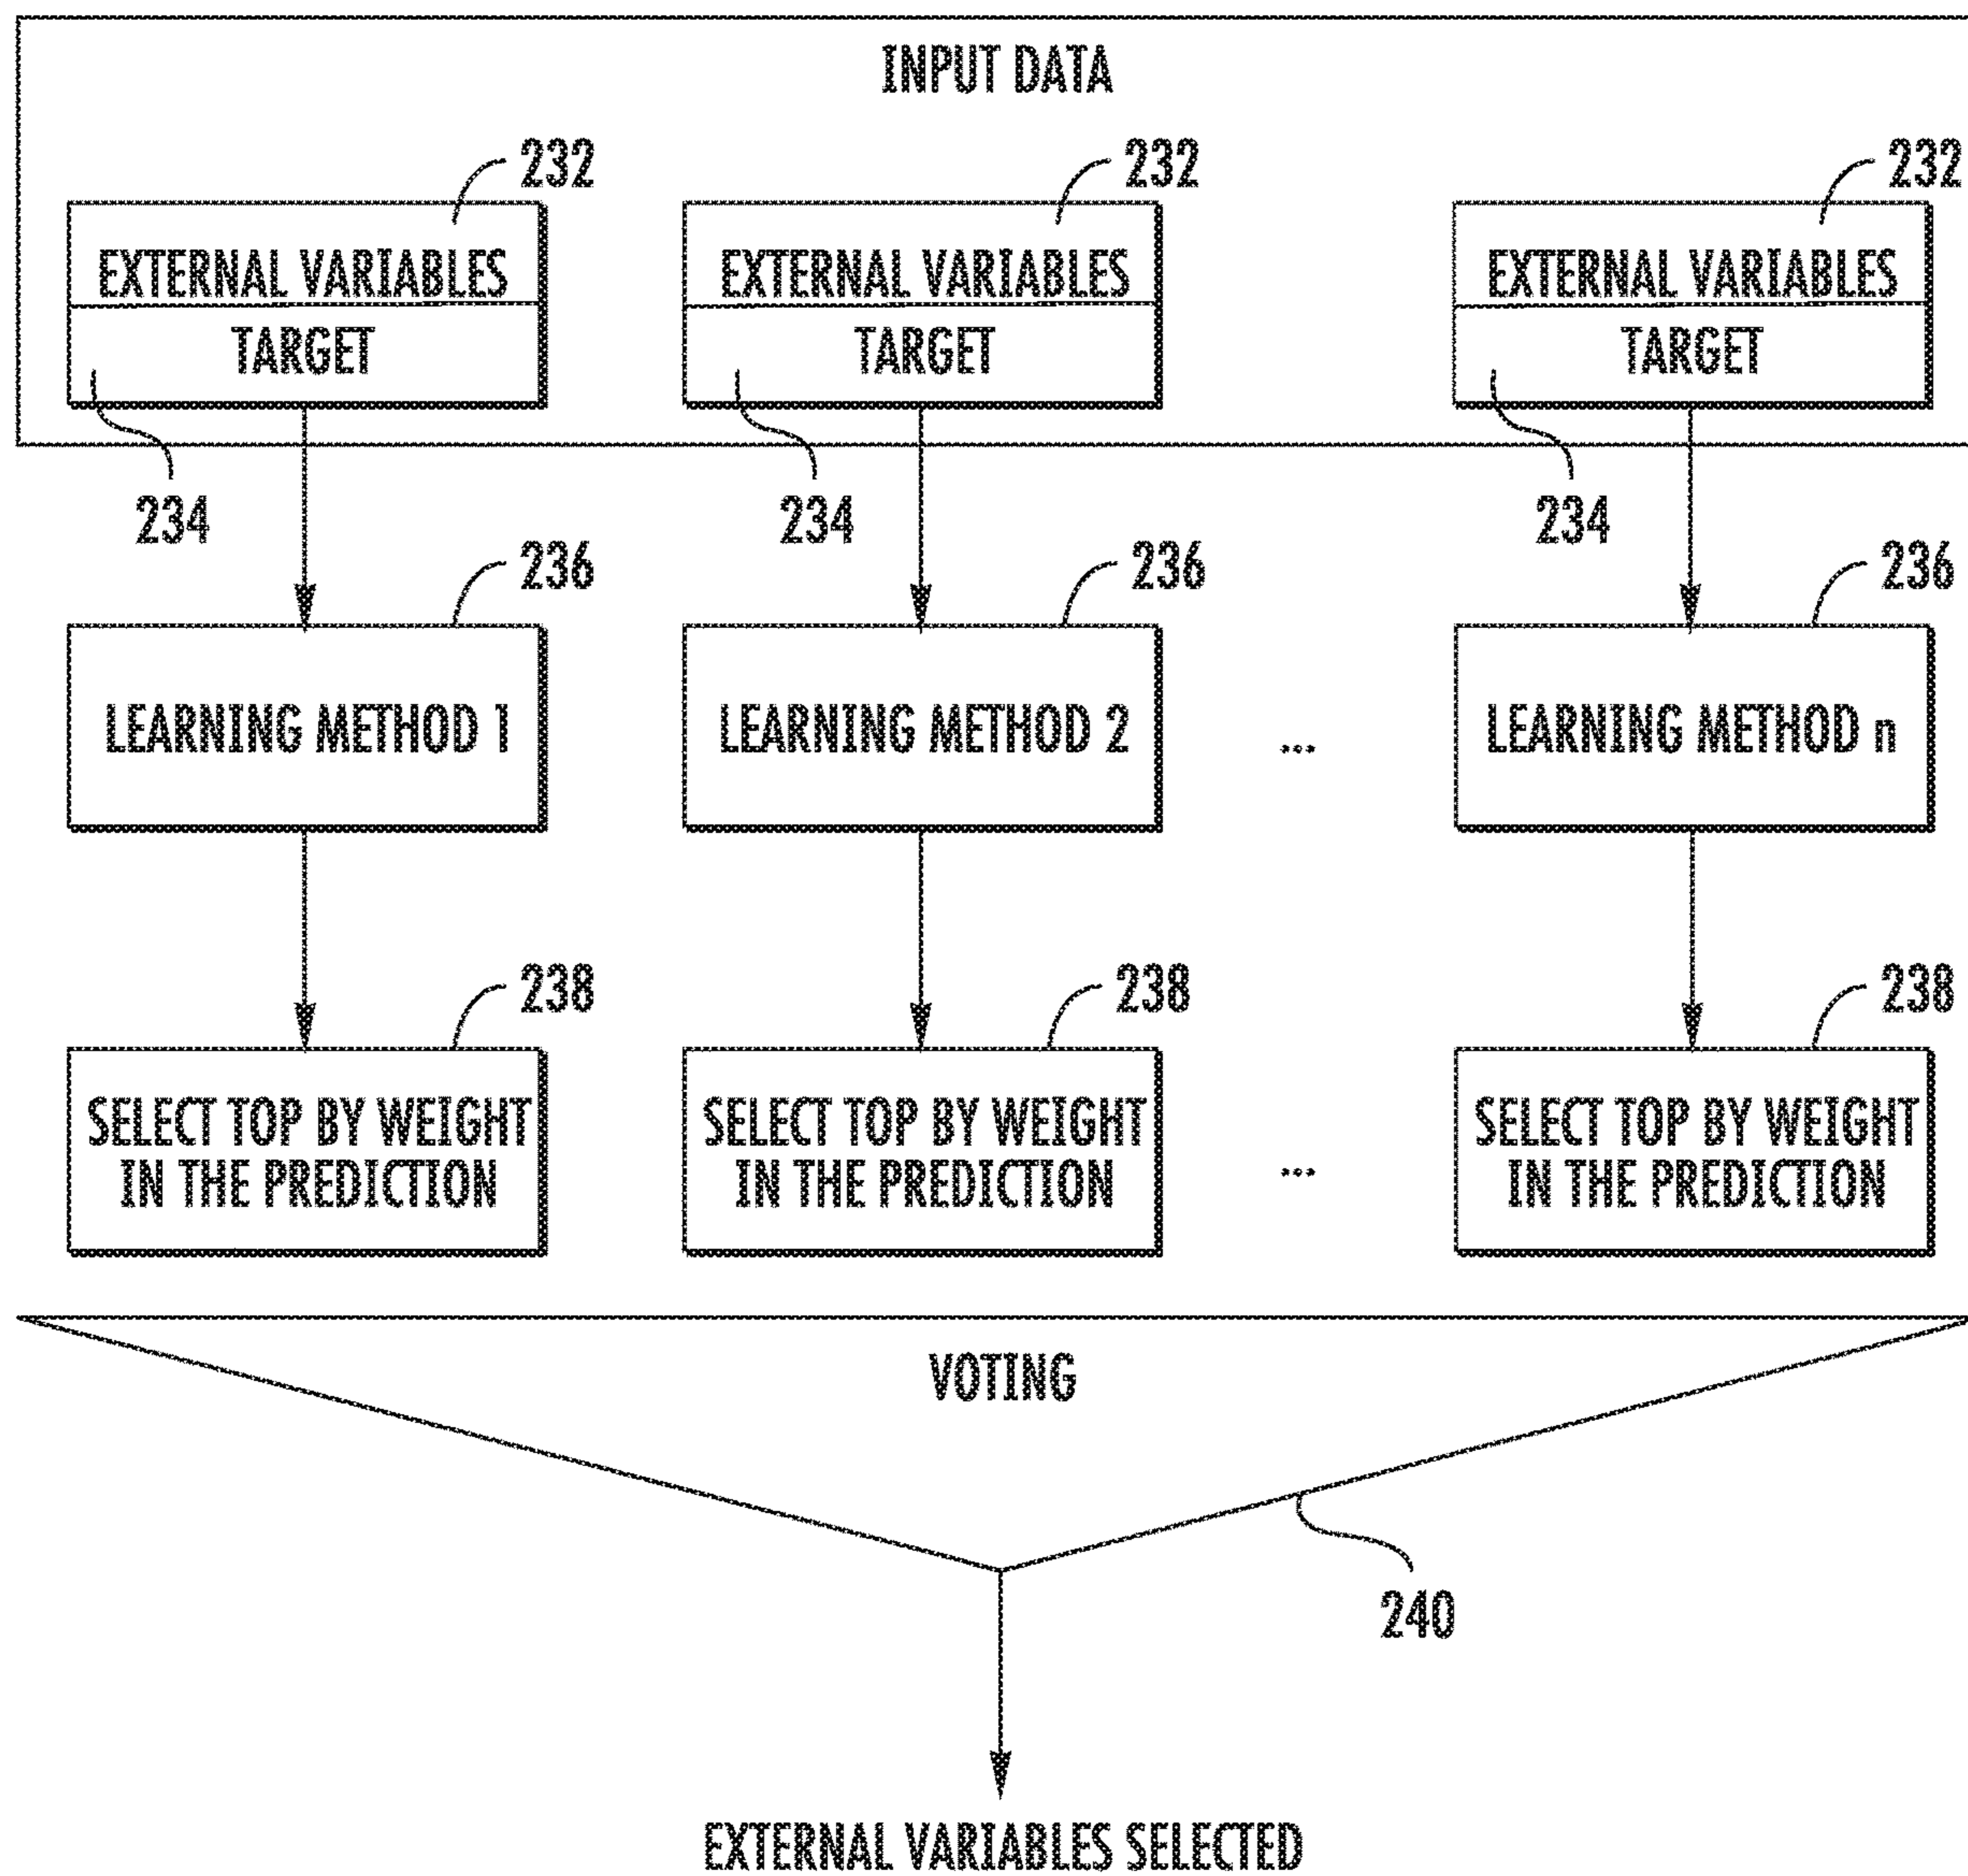 INPUT DATA
232 232 232
EXTERNAL VARIABLES EXTERNAL VARIABLES EXTERNAL VARIABLES
TARGET TARGET TARGET
234 234 234
236 236 236
LEARNING METHOD 1 LEARNING METHOD 2 ... LEARNING METHOD n
238 238 238
SELECT TOP BY WEIGHT SELECT TOP BY WEIGHT SELECT TOP BY WEIGHT
IN THE PREDICTION IN THE PREDICTION ... IN THE PREDICTION
VOTING
240
EXTERNAL VARIABLES SELECTED